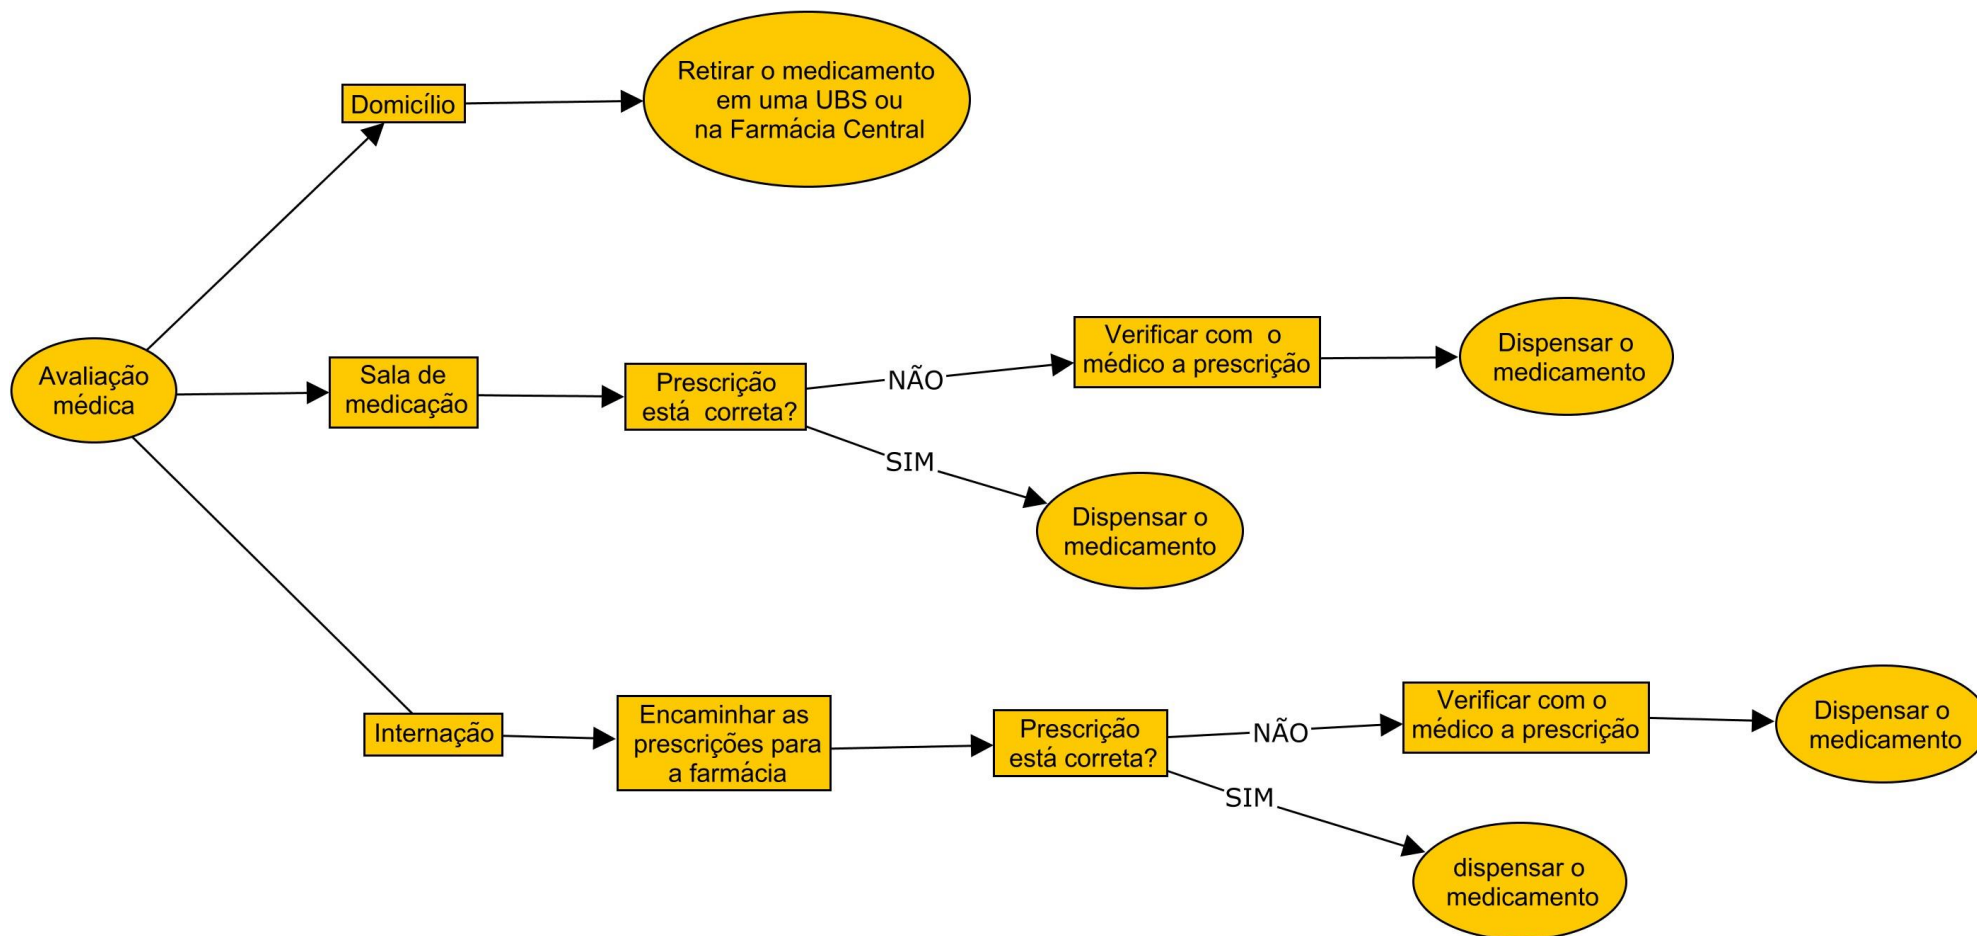 Domicílio
Retirar o medicamento
em uma UBS ou
na Farmácia Central
Avaliação
médica
Sala de
medicação
Prescrição
está correta?
NÃO
Verificar com o
médico a prescrição
Dispensar o
medicamento
SIM
Dispensar o
medicamento
Internação
Encaminhar as
prescrições para
a farmácia
Prescrição
está correta?
NÃO
Verificar com o
médico a prescrição
Dispensar o
medicamento
SIM
dispensar o
medicamento